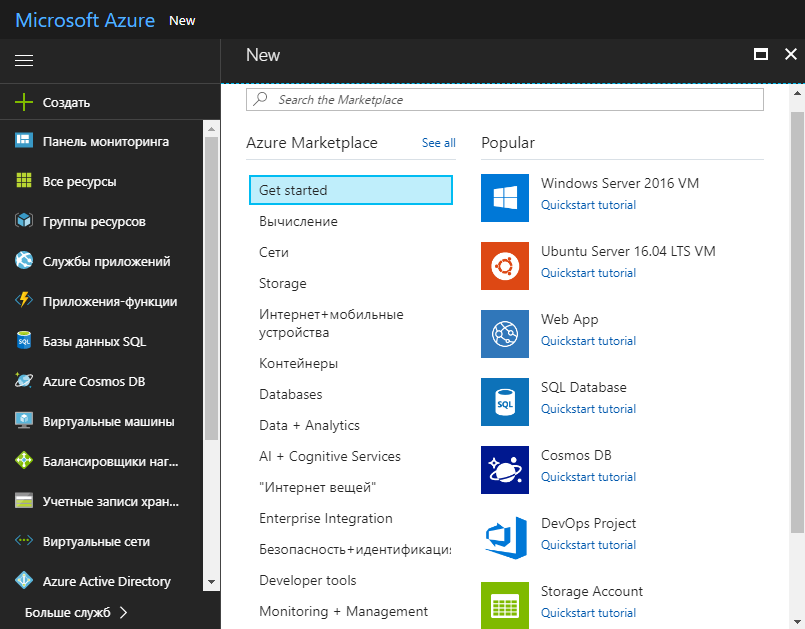 Microsoft Azure New
New
Создать
Панель мониторинга
Все ресурсы
Группы ресурсов
Службы приложений
Приложения-функции
Базы данных SQL
Azure Cosmos DB
Виртуальные машины
Балансировщики наг...
Учетные записи хран...
Виртуальные сети
Azure Active Directory
Больше служб
Search the Marketplace
Azure Marketplace See all
Get started
Вычисление
Сети
Storage
Интернет+мобильные
устройства
Контейнеры
Databases
Data + Analytics
AI + Cognitive Services
"Интернет вещей"
Enterprise Integration
Безопасность+идентификация
Developer tools
Monitoring + Management
Popular
Windows Server 2016 VM
Quickstart tutorial
Ubuntu Server 16.04 LTS VM
Quickstart tutorial
Web App
Quickstart tutorial
SQL Database
Quickstart tutorial
Cosmos DB
Quickstart tutorial
DevOps Project
Quickstart tutorial
Storage Account
Quickstart tutorial
SQL
SQL